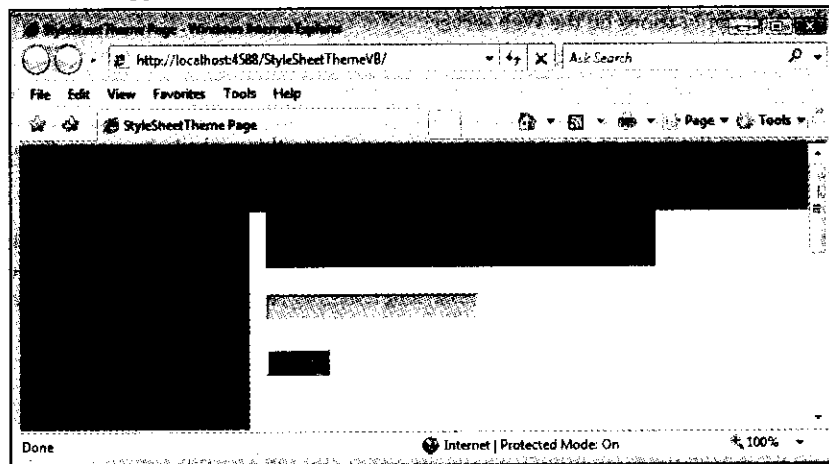 StyleSheetTheme Page - Windows Internet Explorer
http://localhost:4588/StyleSheetThemeVB/
Ask Search
File Edit View Favorites Tools Help
StyleSheetTheme Page
Page Tools
Done
Internet | Protected Mode: On
100%